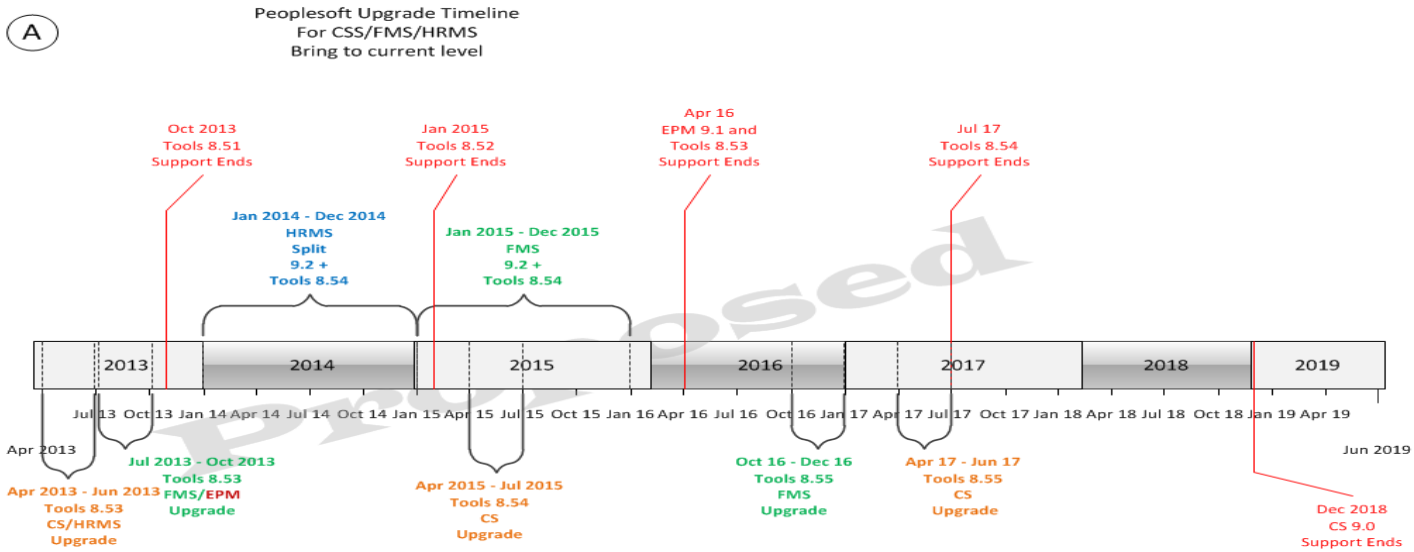 A
Peoplesoft Upgrade Timeline
For CSS/FMS/HRMS
Bring to current level
Oct 2013
Tools 8.51
Support Ends
Jan 2015
Tools 8.52
Support Ends
Apr 16
EPM 9.1 and
Tools 8.53
Support Ends
Jul 17
Tools 8.54
Support Ends
Jan 2014 - Dec 2014
HRMS
Split
9.2 +
Tools 8.54
Jan 2015 - Dec 2015
FMS
9.2 +
Tools 8.54
Proposed
2013 2014 2015 2016 2017 2018 2019
Jul 13 Oct 13 Jan 14 Apr 14 Jul 14 Oct 14 Jan 15 Apr 15 Jul 15 Oct 15 Jan 16 Apr 16 Jul 16 Oct 16 Jan 17 Apr 17 Jul 17 Oct 17 Jan 18 Apr 18 Jul 18 Oct 18 Jan 19 Apr 19
Apr 2013
Jun 2019
Apr 2013 - Jun 2013
Tools 8.53
CS/HRMS
Upgrade
Jul 2013 - Oct 2013
Tools 8.53
FMS/EPM
Upgrade
Apr 2015 - Jul 2015
Tools 8.54
CS
Upgrade
Oct 16 - Dec 16
Tools 8.55
FMS
Upgrade
Apr 17 - Jun 17
Tools 8.55
CS
Upgrade
Dec 2018
CS 9.0
Support Ends